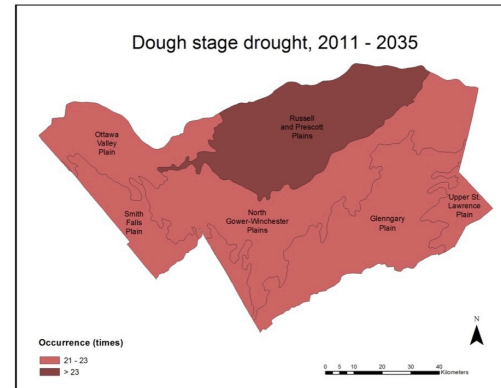 Dough stage drought, 2011 - 2035
Russell
and Prescott
Plains
Ottawa
Valley
Plain
Smith
Falls
Plain
North
Gower-Winchester
Plains
Glenngary
Plain
Upper St.
Lawrence
Plain
Occurrence (times)
21 - 23
> 23
N
0 5 10 20 30 40
Kilometers